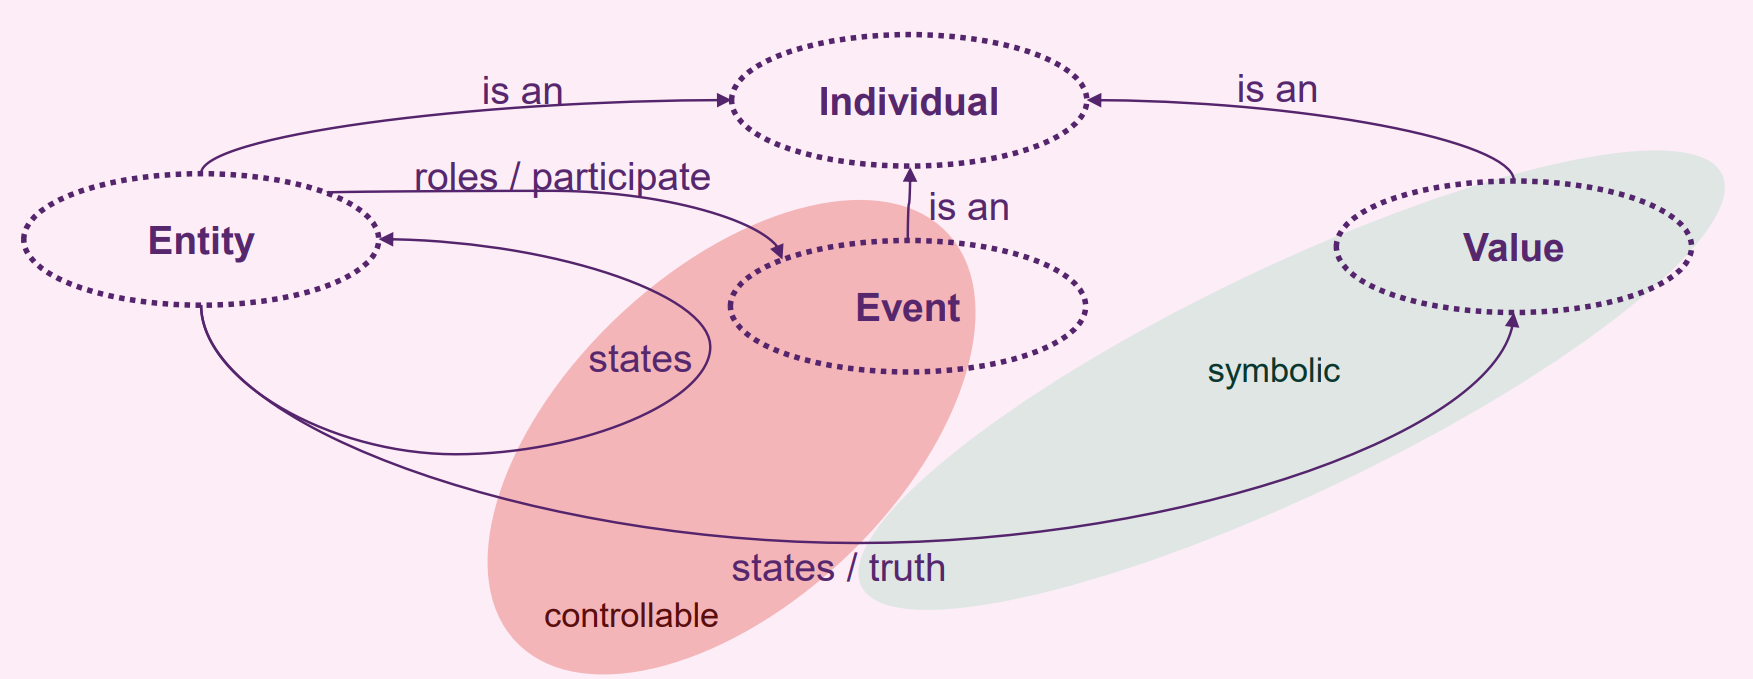 is an
Individual
is an
roles / participate
is an
Entity
Value
Event
states
symbolic
states / truth
controllable